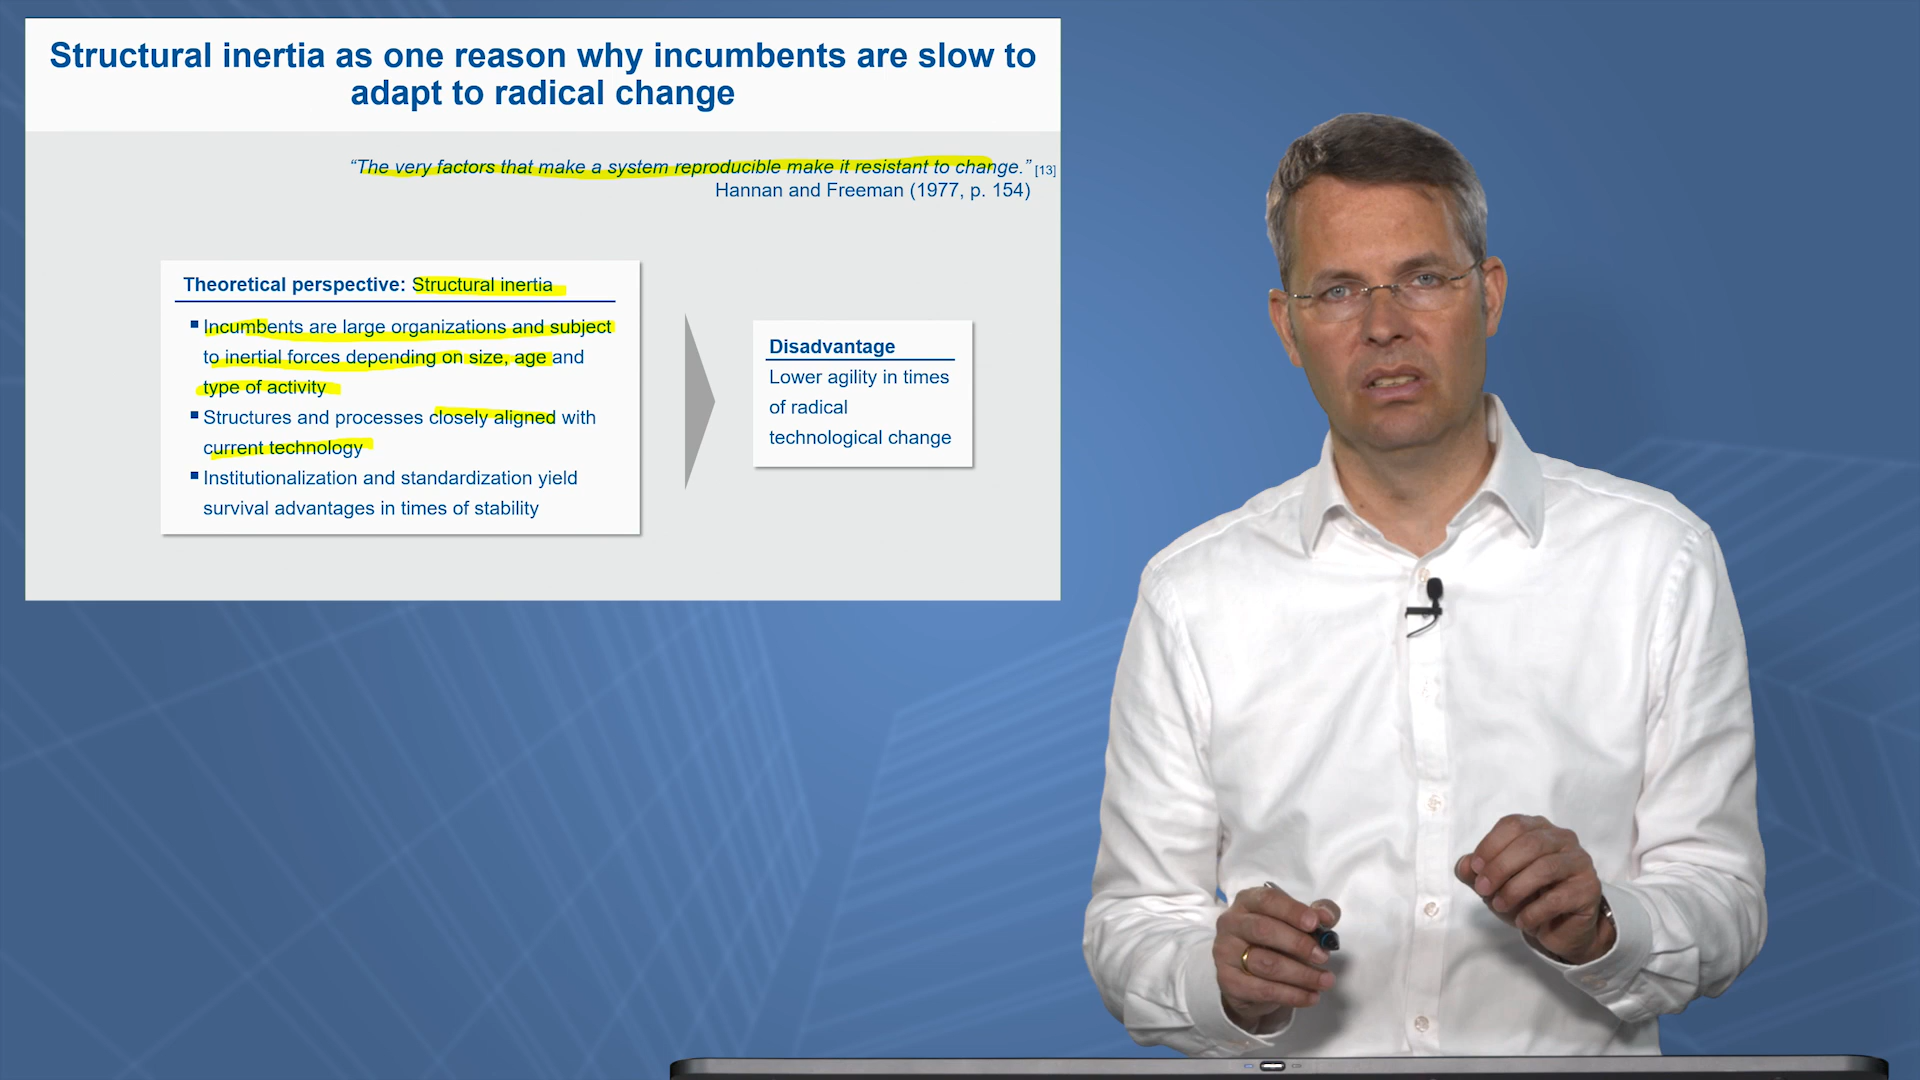 Structural inertia as one reason why incumbents are slow to
adapt to radical change
“The very factors that make a system reproducible make it resistant to change.” [13]
Hannan and Freeman (1977, p. 154)
Theoretical perspective: Structural inertia
▪ Incumbents are large organizations and subject
to inertial forces depending on size, age and
type of activity
▪ Structures and processes closely aligned with
current technology
▪ Institutionalization and standardization yield
survival advantages in times of stability
Disadvantage
Lower agility in times
of radical
technological change